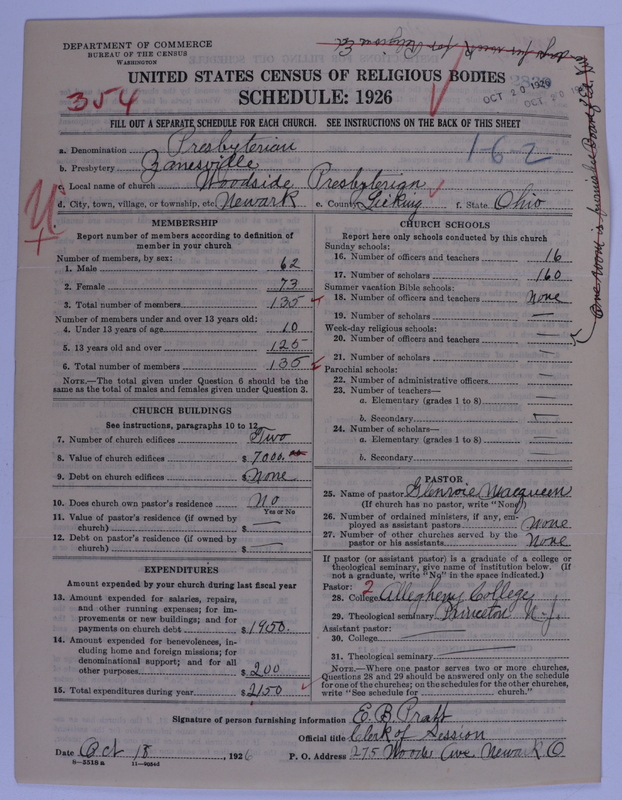 DEPARTMENT OF COMMERCE
BUREAU OF THE CENSUS
WASHINGTON
UNITED STATES CENSUS OF RELIGIOUS BODIES
SCHEDULE: 1926
354
OCT 20 1926
FILL OUT A SEPARATE SCHEDULE FOR EACH CHURCH. SEE INSTRUCTIONS ON THE BACK OF THIS SHEET
a. Denomination Presbyterian
162
b. Presbytery Zanesville
c. Local name of church Woodside Presbyterian
d. City, town, village, or township, etc. Newark e. County Licking f. State Ohio
MEMBERSHIP
Report number of members according to definition of
member in your church
Number of members, by sex:
1. Male 62
2. Female 73
3. Total number of members 135
Number of members under and over 13 years old:
4. Under 13 years of age 10
5. 13 years old and over 125
6. Total number of members 135
NOTE.—The total given under Question 6 should be the
same as the total of males and females given under Question 3.
CHURCH BUILDINGS
See instructions, paragraphs 10 to 12
7. Number of church edifices Two
8. Value of church edifices $ 7000.
9. Debt on church edifices $ None
10. Does church own pastor's residence No
Yes or No
11. Value of pastor's residence (if owned by
church) $ —
12. Debt on pastor's residence (if owned by
church) $ —
EXPENDITURES
Amount expended by your church during last fiscal year
13. Amount expended for salaries, repairs,
and other running expenses; for im-
provements or new buildings; and for
payments on church debt $ 1950.
14. Amount expended for benevolences, in-
cluding home and foreign missions; for
denominational support; and for all
other purposes $ 200
15. Total expenditures during year $ 2150
CHURCH SCHOOLS
Report here only schools conducted by this church
Sunday schools:
16. Number of officers and teachers 16
17. Number of scholars 160
Summer vacation Bible schools:
18. Number of officers and teachers None
19. Number of scholars —
Week-day religious schools:
20. Number of officers and teachers —
21. Number of scholars —
Parochial schools:
22. Number of administrative officers —
23. Number of teachers—
a. Elementary (grades 1 to 8) —
b. Secondary —
24. Number of scholars—
a. Elementary (grades 1 to 8) —
b. Secondary —
PASTOR
25. Name of pastor Glenroie Macqueen
(If church has no pastor, write "None")
26. Number of ordained ministers, if any, em-
ployed as assistant pastors None
27. Number of other churches served by the
pastor or his assistants None
If pastor (or assistant pastor) is a graduate of a college or
theological seminary, give name of institution below. (If
not a graduate, write "No" in the space indicated.)
Pastor: 2
28. College Allegheny College
29. Theological seminary Princeton N.J.
Assistant pastor:
30. College —
31. Theological seminary —
NOTE.—Where one pastor serves two or more churches,
Questions 28 and 29 should be answered only on the schedule
for one of the churches; on the schedules for the other churches,
write "See schedule for church."
Signature of person furnishing information E. B. Pratt
Official title Clerk of Session
Date Oct 18, 1926 P. O. Address 275 Woods Ave Newark O
8—5518a 11—9054d